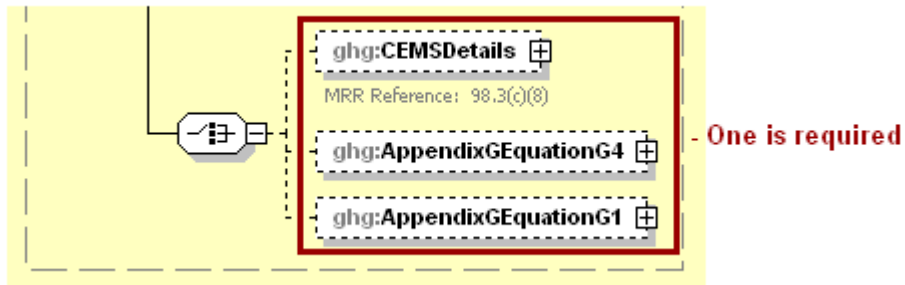 ghg:CEMSDetails
MRR Reference: 98.3(c)(8)
ghg:AppendixGEquationG4
- One is required
ghg:AppendixGEquationG1